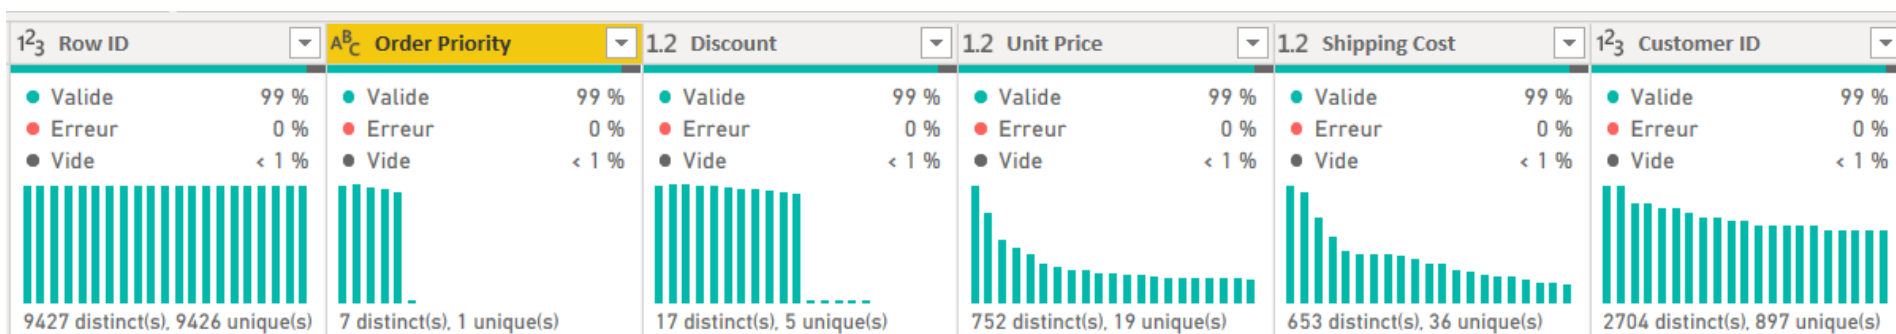 1²3 Row ID
ABC Order Priority
1.2 Discount
1.2 Unit Price
1.2 Shipping Cost
1²3 Customer ID
Valide 99 %
Erreur 0 %
Vide < 1 %
9427 distinct(s), 9426 unique(s)
Valide 99 %
Erreur 0 %
Vide < 1 %
7 distinct(s), 1 unique(s)
Valide 99 %
Erreur 0 %
Vide < 1 %
17 distinct(s), 5 unique(s)
Valide 99 %
Erreur 0 %
Vide < 1 %
752 distinct(s), 19 unique(s)
Valide 99 %
Erreur 0 %
Vide < 1 %
653 distinct(s), 36 unique(s)
Valide 99 %
Erreur 0 %
Vide < 1 %
2704 distinct(s), 897 unique(s)